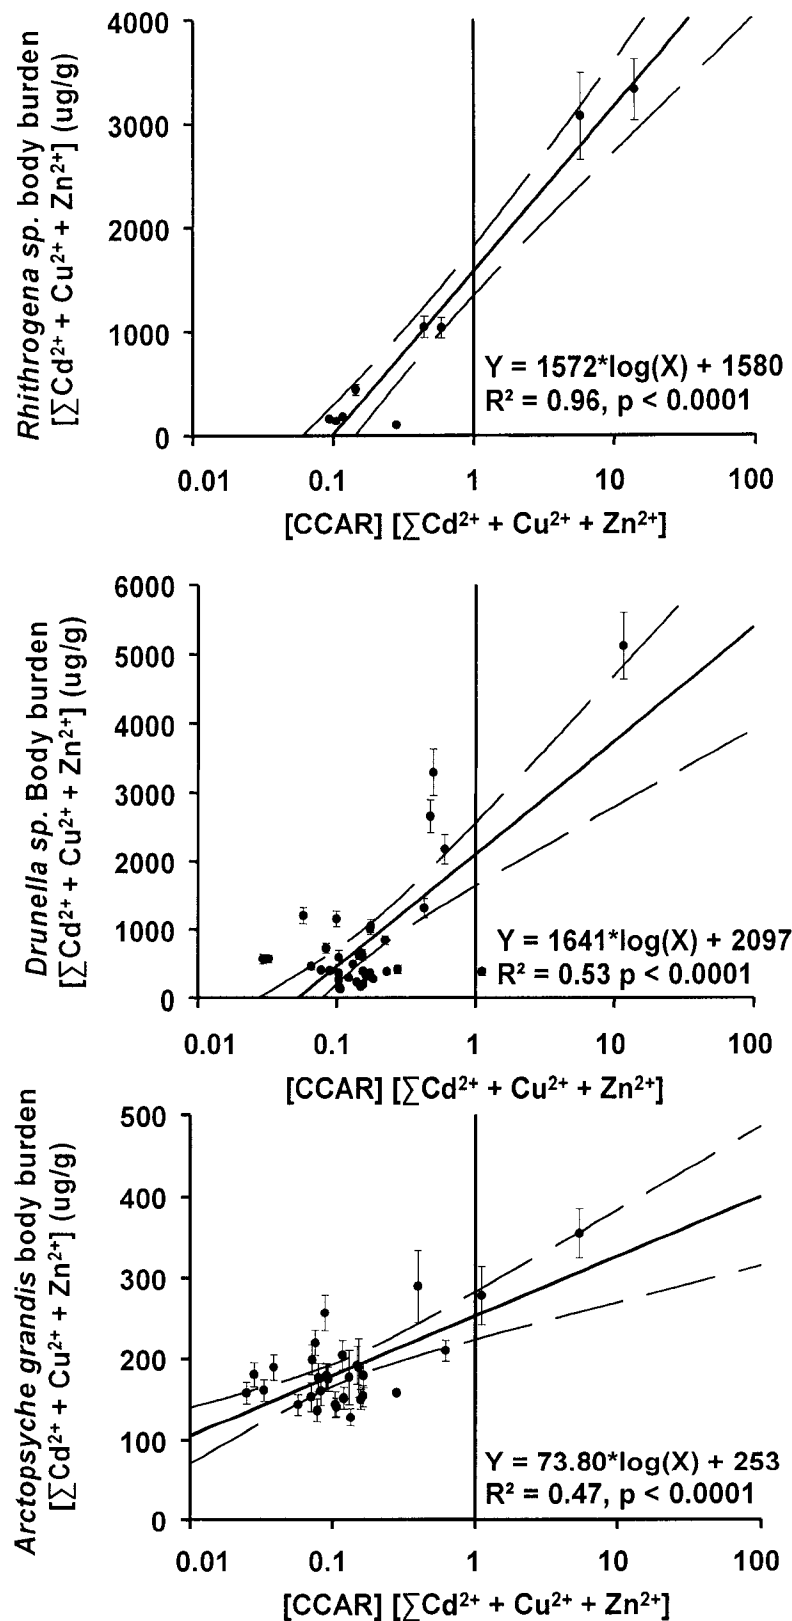 Rhithrogena sp. body burden
[∑Cd²⁺ + Cu²⁺ + Zn²⁺] (ug/g)
4000
3000
2000
1000
0
Y = 1572*log(X) + 1580
R² = 0.96, p < 0.0001
0.01 0.1 1 10 100
[CCAR] [∑Cd²⁺ + Cu²⁺ + Zn²⁺]
Drunella sp. Body burden
[∑Cd²⁺ + Cu²⁺ + Zn²⁺] (ug/g)
6000
5000
4000
3000
2000
1000
0
Y = 1641*log(X) + 2097
R² = 0.53 p < 0.0001
0.01 0.1 1 10 100
[CCAR] [∑Cd²⁺ + Cu²⁺ + Zn²⁺]
Arctopsyche grandis body burden
[∑Cd²⁺ + Cu²⁺ + Zn²⁺] (ug/g)
500
400
300
200
100
0
Y = 73.80*log(X) + 253
R² = 0.47, p < 0.0001
0.01 0.1 1 10 100
[CCAR] [∑Cd²⁺ + Cu²⁺ + Zn²⁺]